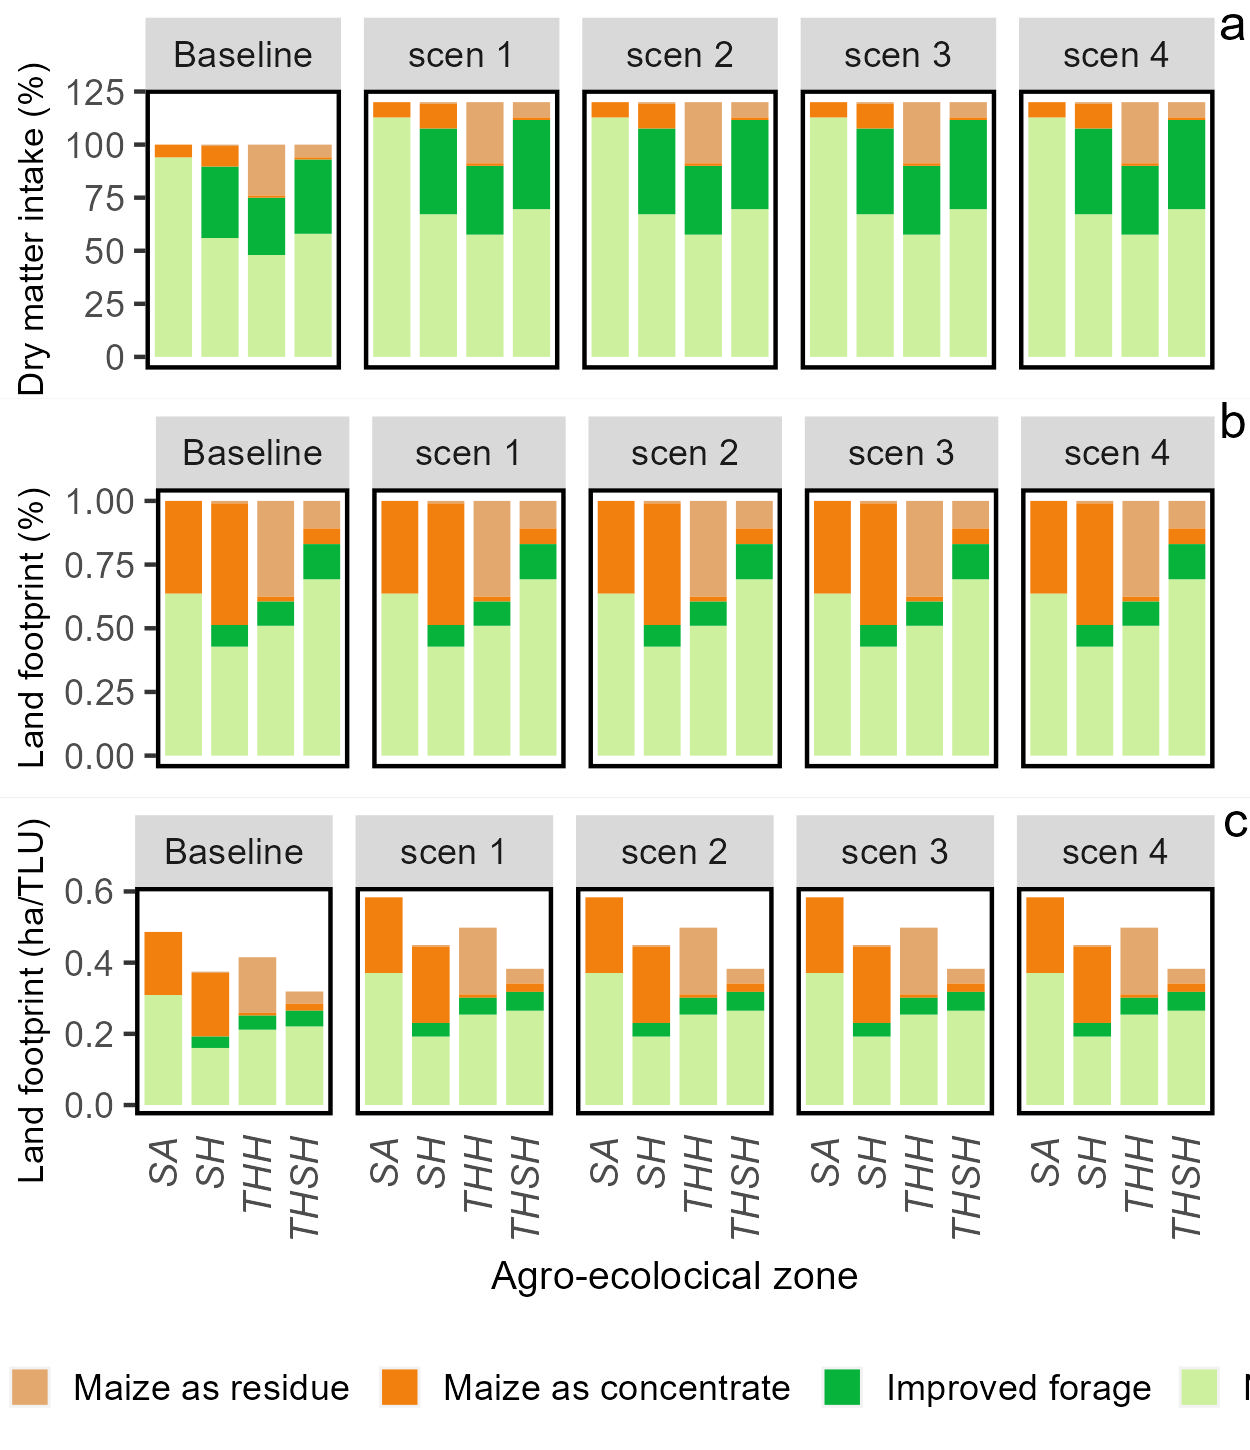 a
Baseline scen 1 scen 2 scen 3 scen 4
Dry matter intake (%)
125
100
75
50
25
0
b
Baseline scen 1 scen 2 scen 3 scen 4
Land footprint (%)
1.00
0.75
0.50
0.25
0.00
c
Baseline scen 1 scen 2 scen 3 scen 4
Land footprint (ha/TLU)
0.6
0.4
0.2
0.0
SA SH THH THSH SA SH THH THSH SA SH THH THSH SA SH THH THSH SA SH THH THSH
Agro-ecolocical zone
Maize as residue Maize as concentrate Improved forage